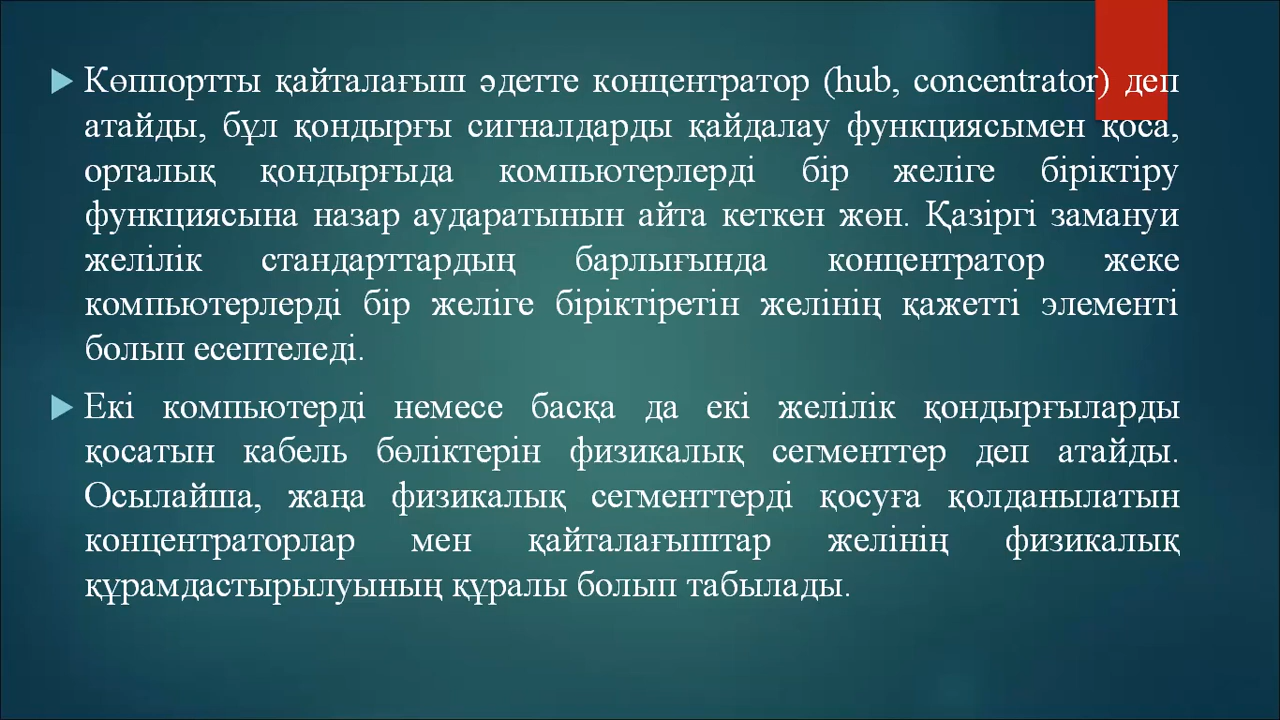 Көппортты қайталағыш әдетте концентратор (hub, concentrator) деп
атайды, бұл қондырғы сигналдарды қайдалау функциясымен қоса,
орталық қондырғыда компьютерлерді бір желіге біріктіру
функциясына назар аударатынын айта кеткен жөн. Қазіргі замануи
желілік стандарттардың барлығында концентратор жеке
компьютерлерді бір желіге біріктіретін желінің қажетті элементі
болып есептеледі.
Екі компьютерді немесе басқа да екі желілік қондырғыларды
қосатын кабель бөліктерін физикалық сегменттер деп атайды.
Осылайша, жаңа физикалық сегменттерді қосуға қолданылатын
концентраторлар мен қайталағыштар желінің физикалық
құрамдастырылуының құралы болып табылады.